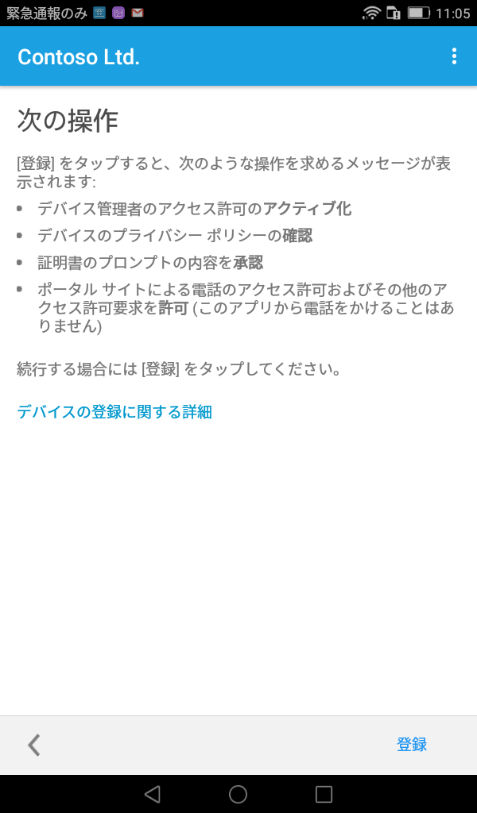 緊急通報のみ
11:05
Contoso Ltd.
次の操作
[登録] をタップすると、次のような操作を求めるメッセージが表
示されます:
• デバイス管理者のアクセス許可のアクティブ化
• デバイスのプライバシー ポリシーの確認
• 証明書のプロンプトの内容を承認
• ポータル サイトによる電話のアクセス許可およびその他のア
クセス許可要求を許可 (このアプリから電話をかけることはあ
りません)
続行する場合には [登録] をタップしてください。
デバイスの登録に関する詳細
登録